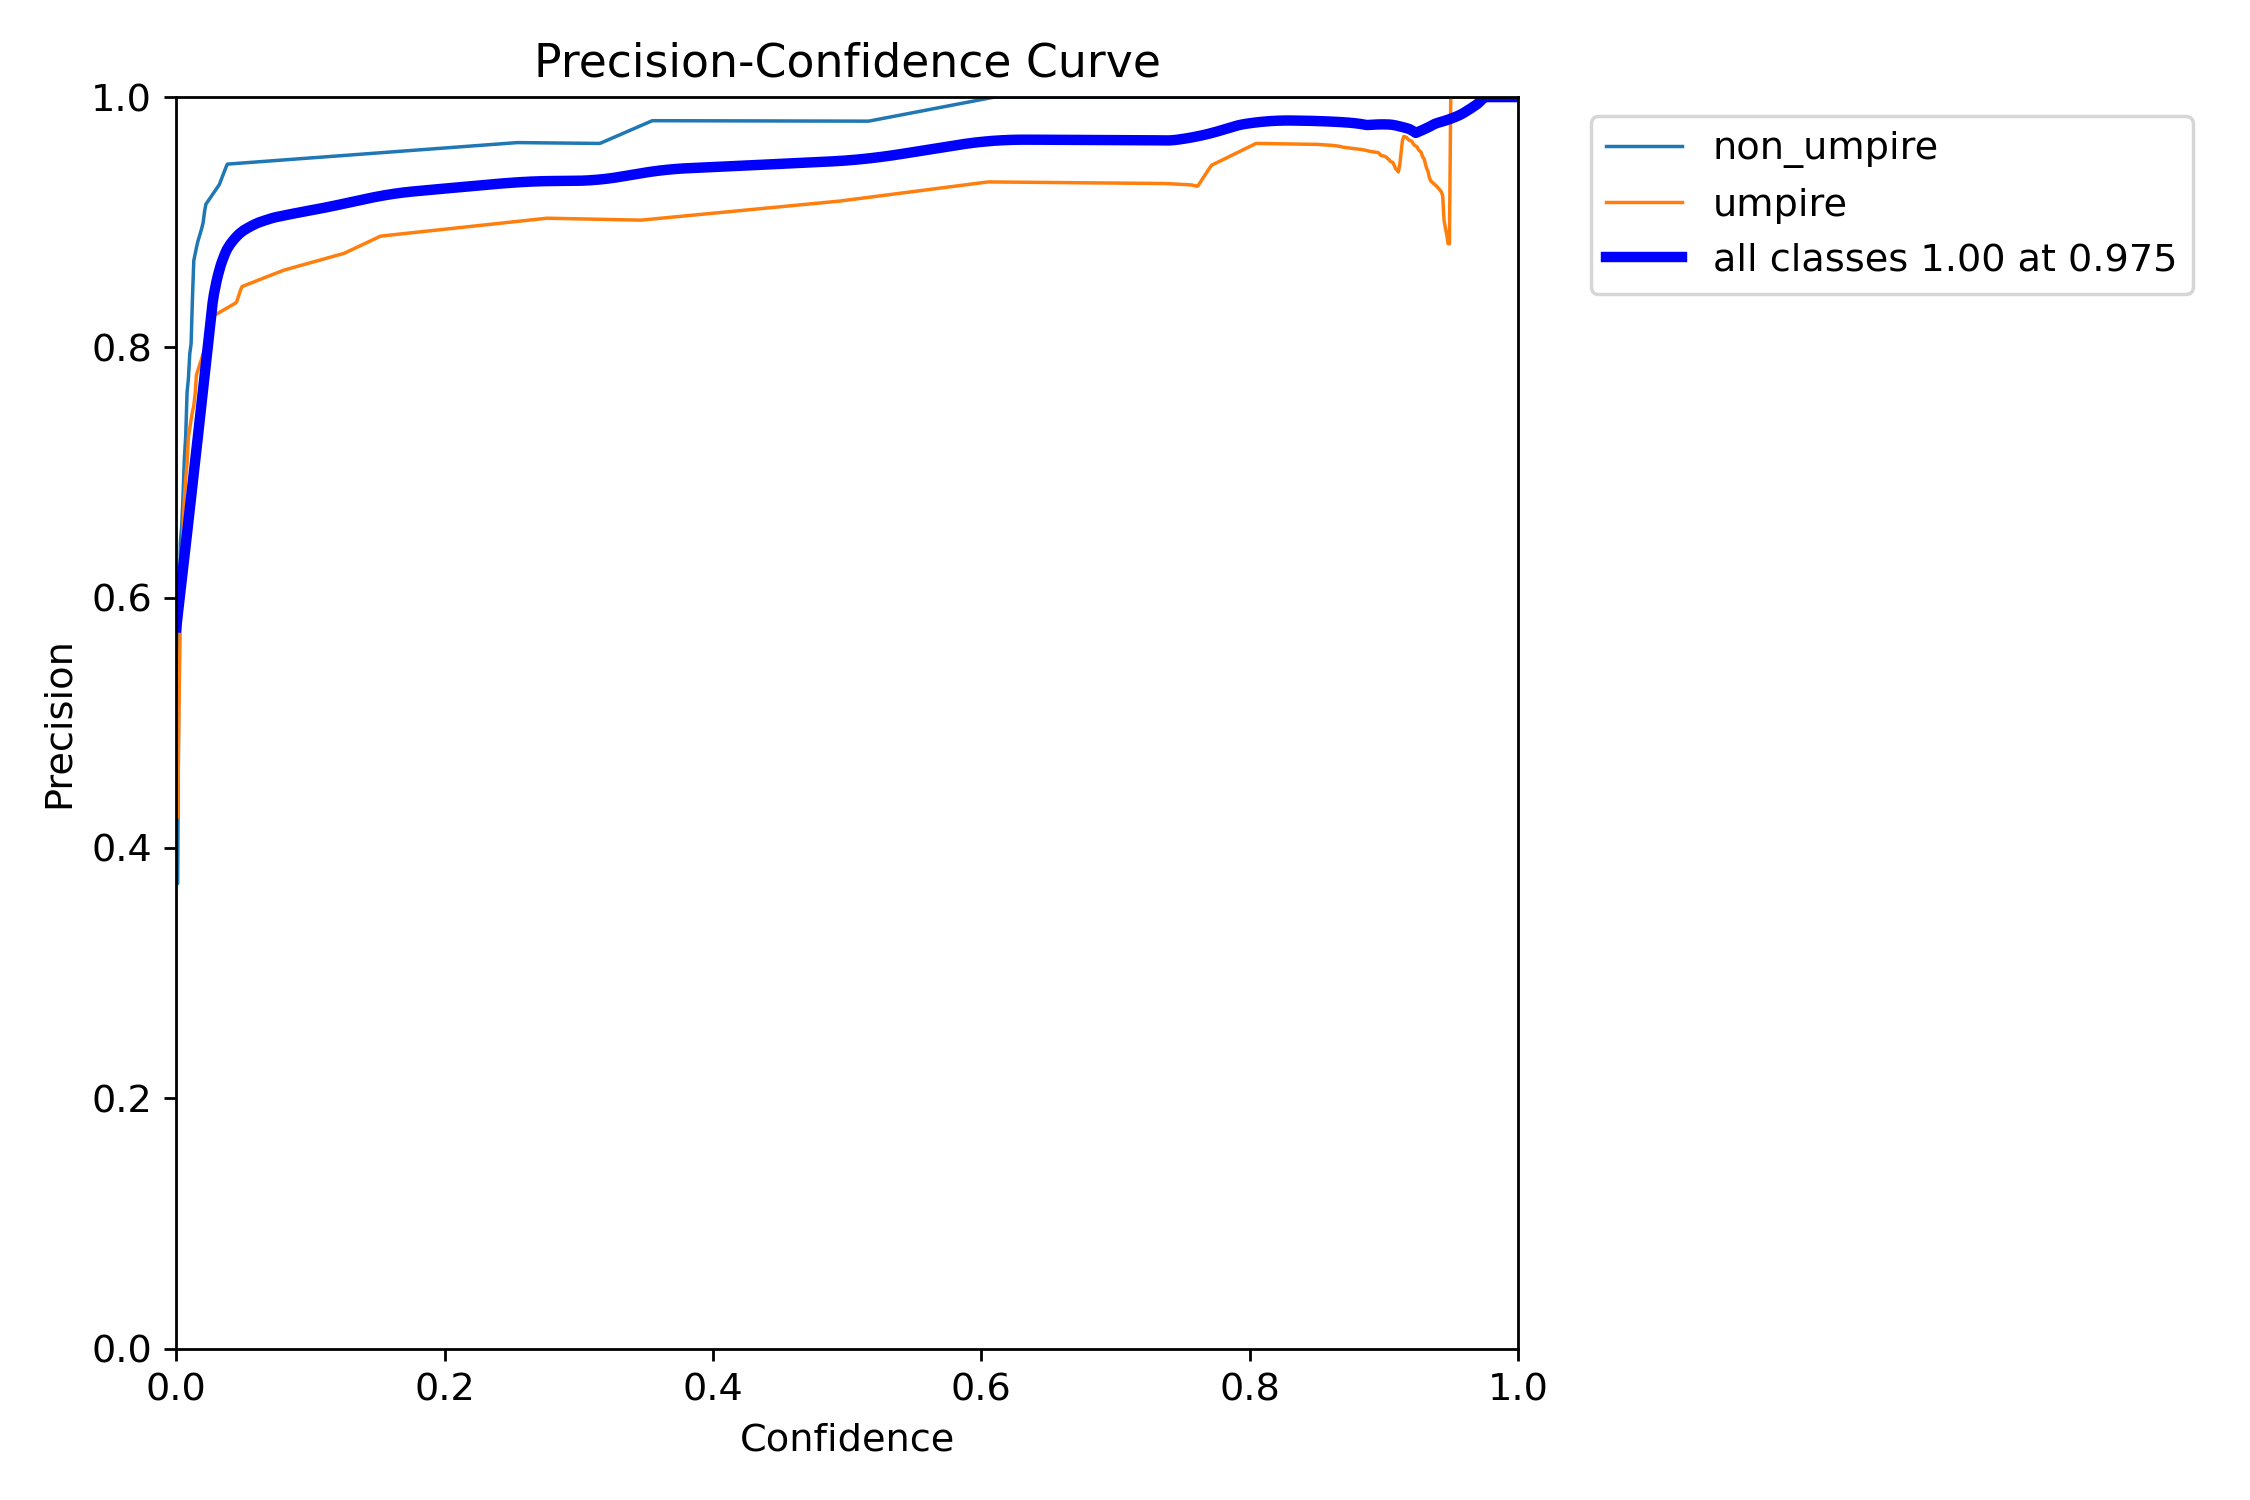 Precision-Confidence Curve
1.0
0.8
0.6
0.4
0.2
0.0
Precision
0.0 0.2 0.4 0.6 0.8 1.0
Confidence
non_umpire
umpire
all classes 1.00 at 0.975